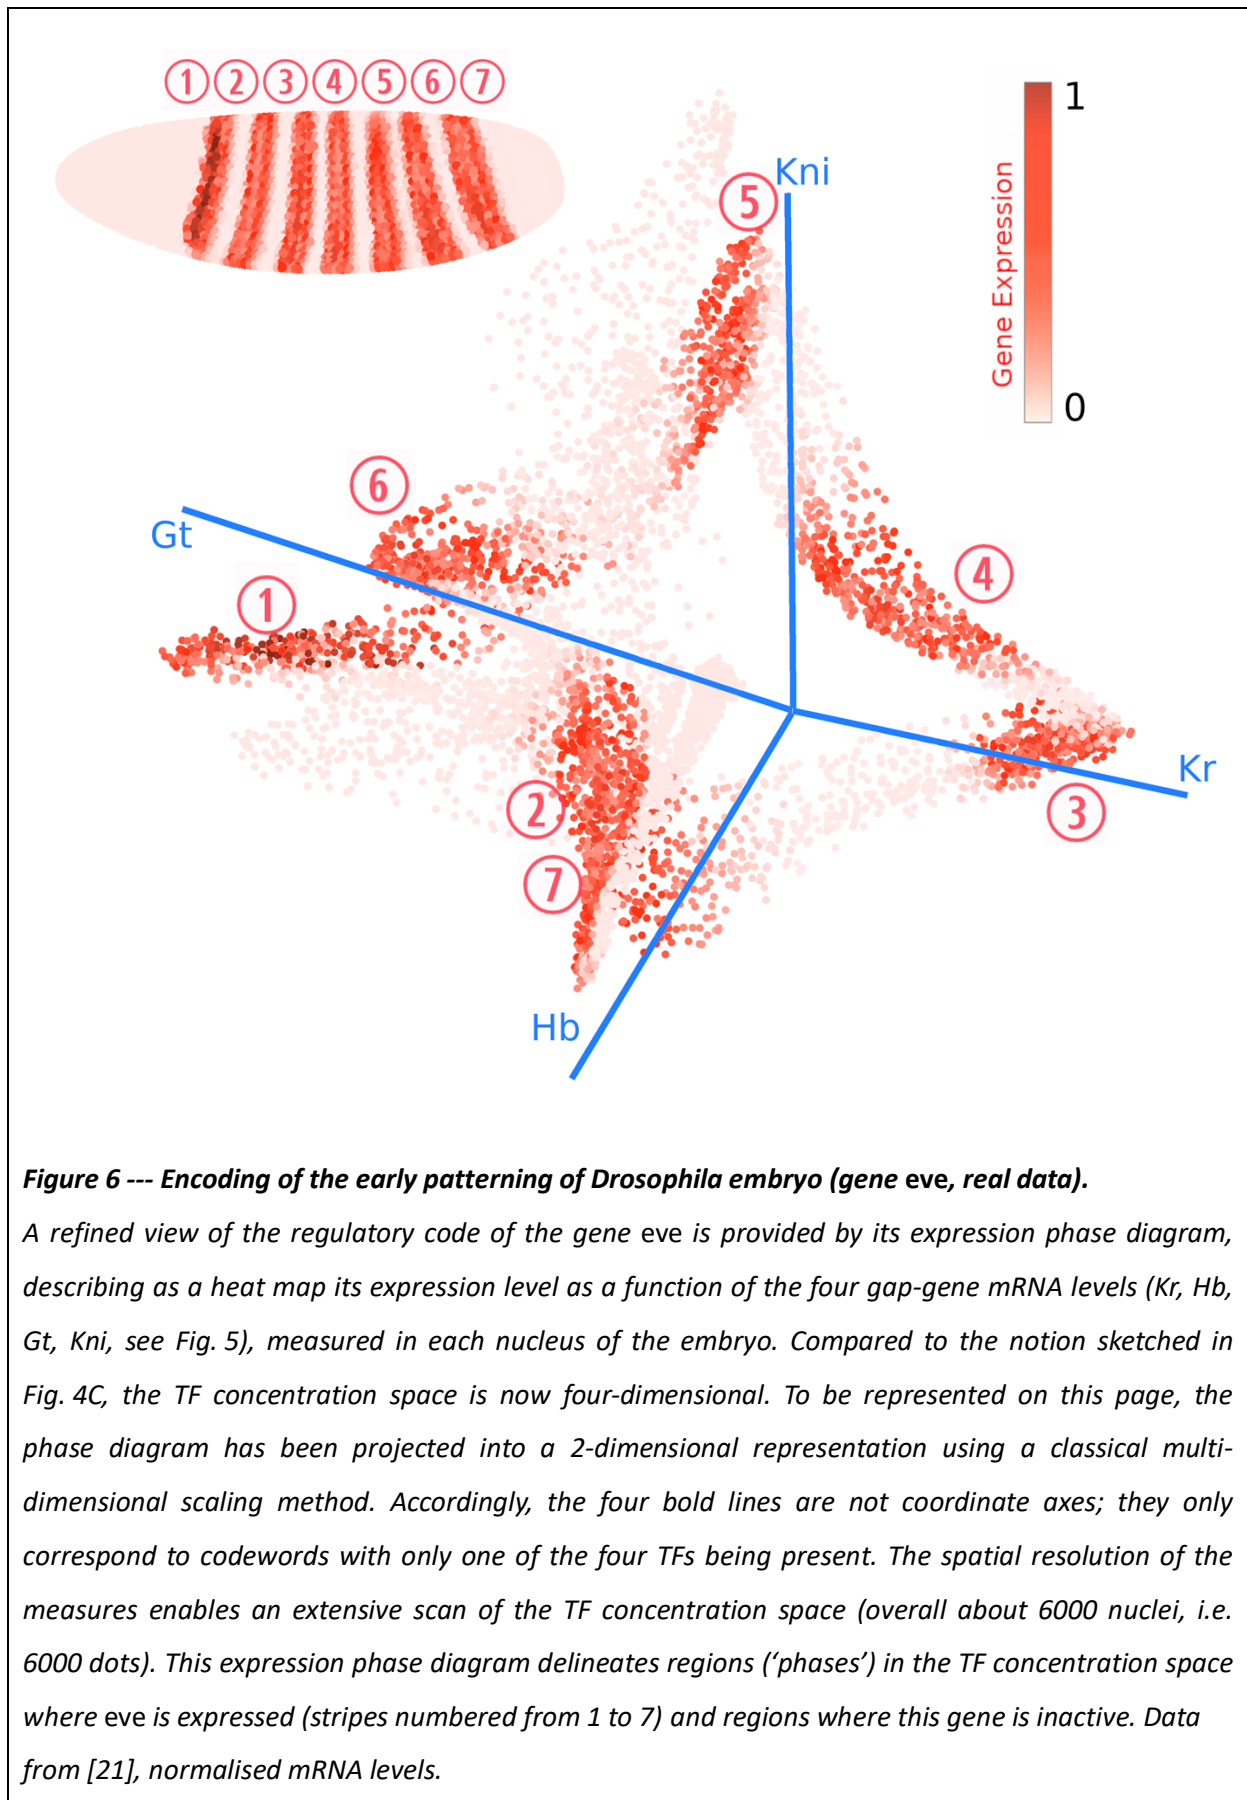 ① ② ③ ④ ⑤ ⑥ ⑦
1
Gene Expression
0
Kni
⑤
⑥
Gt
①
④
Kr
③
②
⑦
Hb
Figure 6 --- Encoding of the early patterning of Drosophila embryo (gene eve, real data).
A refined view of the regulatory code of the gene eve is provided by its expression phase diagram,
describing as a heat map its expression level as a function of the four gap-gene mRNA levels (Kr, Hb,
Gt, Kni, see Fig. 5), measured in each nucleus of the embryo. Compared to the notion sketched in
Fig. 4C, the TF concentration space is now four-dimensional. To be represented on this page, the
phase diagram has been projected into a 2-dimensional representation using a classical multi-
dimensional scaling method. Accordingly, the four bold lines are not coordinate axes; they only
correspond to codewords with only one of the four TFs being present. The spatial resolution of the
measures enables an extensive scan of the TF concentration space (overall about 6000 nuclei, i.e.
6000 dots). This expression phase diagram delineates regions (‘phases’) in the TF concentration space
where eve is expressed (stripes numbered from 1 to 7) and regions where this gene is inactive. Data
from [21], normalised mRNA levels.